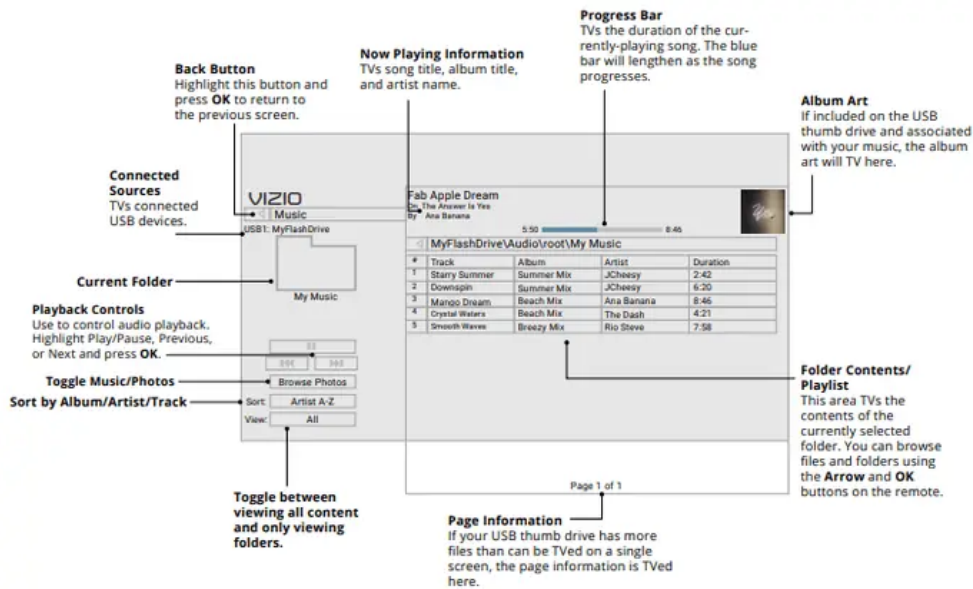 Progress Bar
TVs the duration of the cur-
rently-playing song. The blue
bar will lengthen as the song
progresses.
Now Playing Information
TVs song title, album title,
and artist name.
Back Button
Highlight this button and
press OK to return to
the previous screen.
Album Art
If included on the USB
thumb drive and associated
with your music, the album
art will TV here.
Connected
Sources
TVs connected
USB devices.
VIZIO
Music
USB1: MyFlashDrive
My Music
Fab Apple Dream
On The Answer Is Yes
By Ana Banana
5:50 8:46
Yes
MyFlashDrive\Audio\root\My Music
# Track Album Artist Duration
1 Starry Summer Summer Mix JCheesy 2:42
2 Downspin Summer Mix JCheesy 6:20
3 Mango Dream Beach Mix Ana Banana 8:46
4 Crystal Waters Beach Mix The Dash 4:21
5 Smooth Waves Breezy Mix Rio Steve 7:58
Current Folder
Playback Controls
Use to control audio playback.
Highlight Play/Pause, Previous,
or Next and press OK.
Toggle Music/Photos
Browse Photos
Sort by Album/Artist/Track
Sort: Artist A-Z
View: All
Folder Contents/
Playlist
This area TVs the
contents of the
currently selected
folder. You can browse
files and folders using
the Arrow and OK
buttons on the remote.
Toggle between
viewing all content
and only viewing
folders.
Page 1 of 1
Page Information
If your USB thumb drive has more
files than can be TVed on a single
screen, the page information is TVed
here.